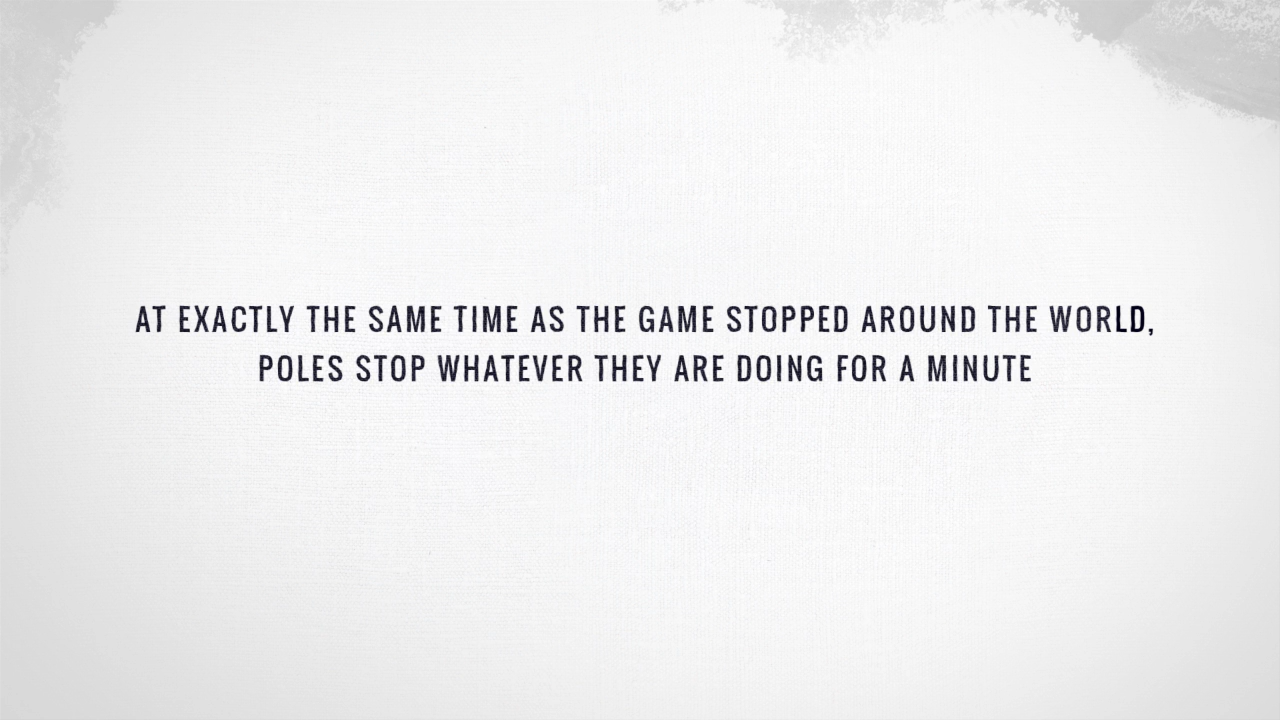 AT EXACTLY THE SAME TIME AS THE GAME STOPPED AROUND THE WORLD,
POLES STOP WHATEVER THEY ARE DOING FOR A MINUTE